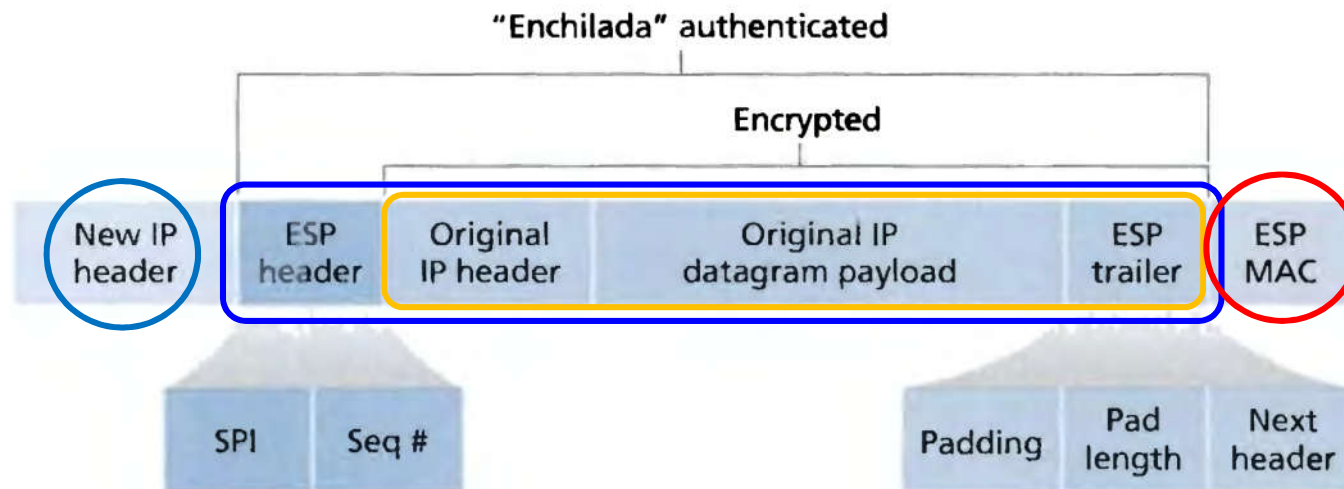 “Enchilada” authenticated
Encrypted
New IP
header
ESP
header
Original
IP header
Original IP
datagram payload
ESP
trailer
ESP
MAC
SPI
Seq #
Padding
Pad
length
Next
header